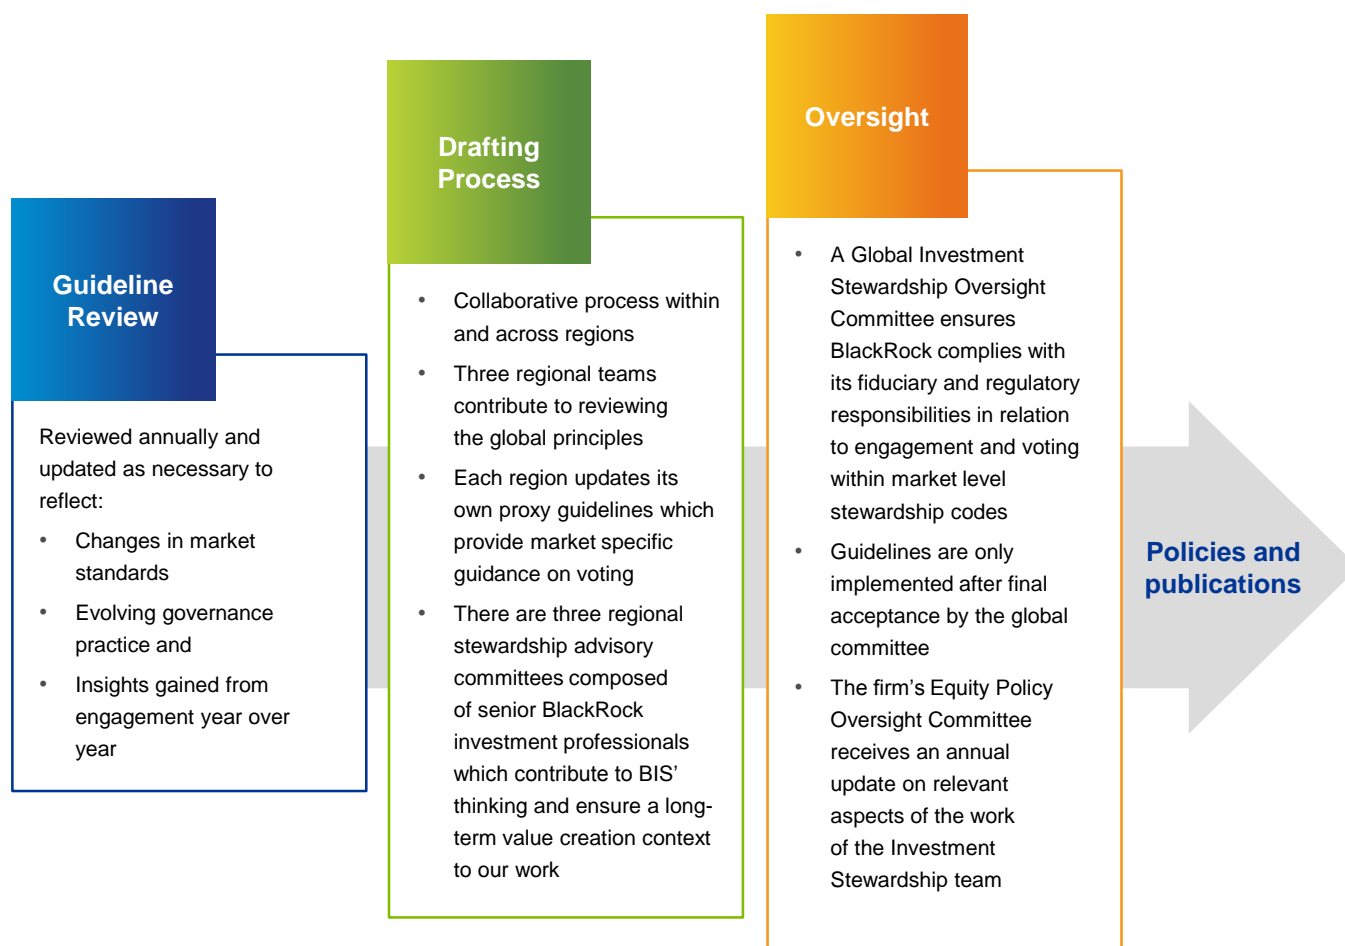 Guideline
Review
Reviewed annually and
updated as necessary to
reflect:
• Changes in market
standards
• Evolving governance
practice and
• Insights gained from
engagement year over
year
Drafting
Process
• Collaborative process within
and across regions
• Three regional teams
contribute to reviewing
the global principles
• Each region updates its
own proxy guidelines which
provide market specific
guidance on voting
• There are three regional
stewardship advisory
committees composed
of senior BlackRock
investment professionals
which contribute to BIS’
thinking and ensure a long-
term value creation context
to our work
Oversight
• A Global Investment
Stewardship Oversight
Committee ensures
BlackRock complies with
its fiduciary and regulatory
responsibilities in relation
to engagement and voting
within market level
stewardship codes
• Guidelines are only
implemented after final
acceptance by the global
committee
• The firm’s Equity Policy
Oversight Committee
receives an annual
update on relevant
aspects of the work
of the Investment
Stewardship team
Policies and
publications